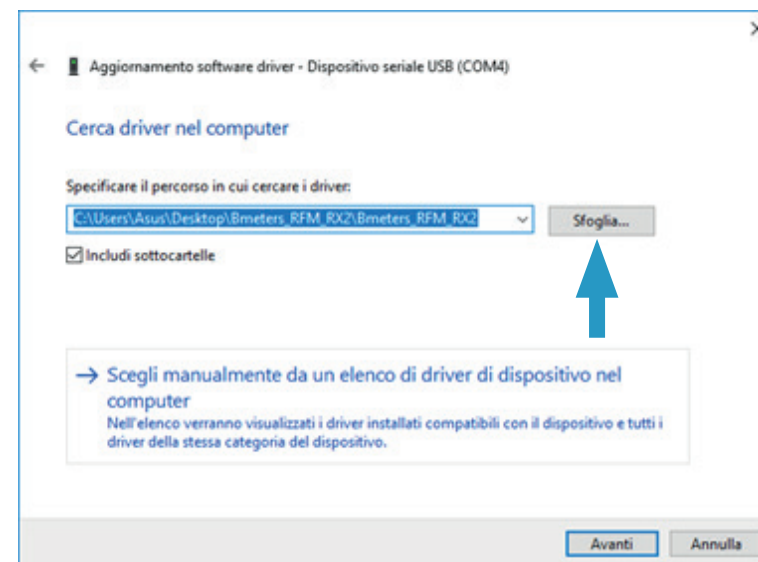 Aggiornamento software driver - Dispositivo seriale USB (COM4)
Cerca driver nel computer
Specificare il percorso in cui cercare i driver:
C:\Users\Asus\Desktop\Bmeters_RFM_RX2\Bmeters_RFM_RX2
Sfoglia...
Includi sottocartelle
Scegli manualmente da un elenco di driver di dispositivo nel
computer
Nell'elenco verranno visualizzati i driver installati compatibili con il dispositivo e tutti i
driver della stessa categoria del dispositivo.
Avanti
Annulla